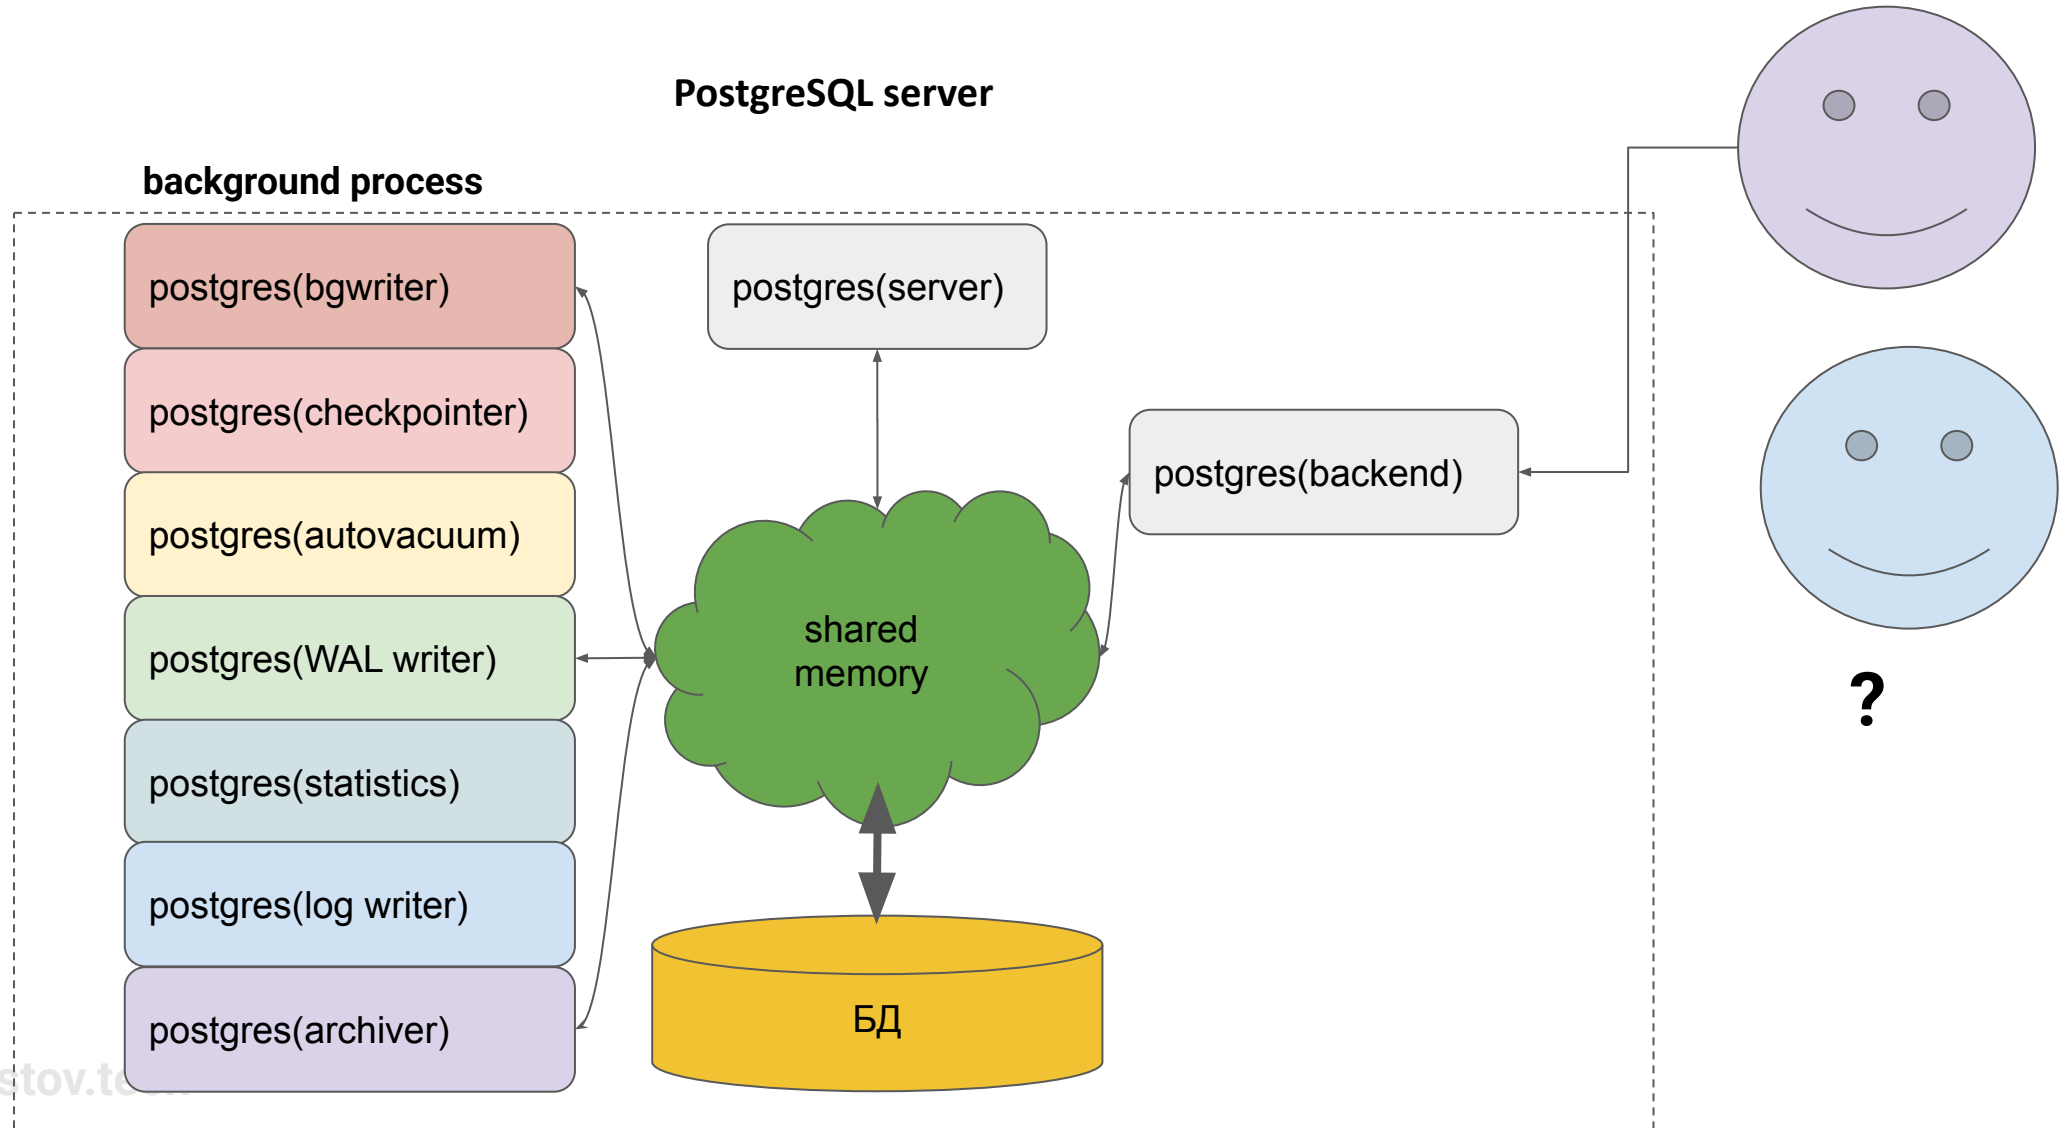 PostgreSQL server
background process
postgres(bgwriter)
postgres(server)
postgres(checkpointer)
postgres(backend)
postgres(autovacuum)
shared
memory
postgres(WAL writer)
?
postgres(statistics)
postgres(log writer)
БД
postgres(archiver)